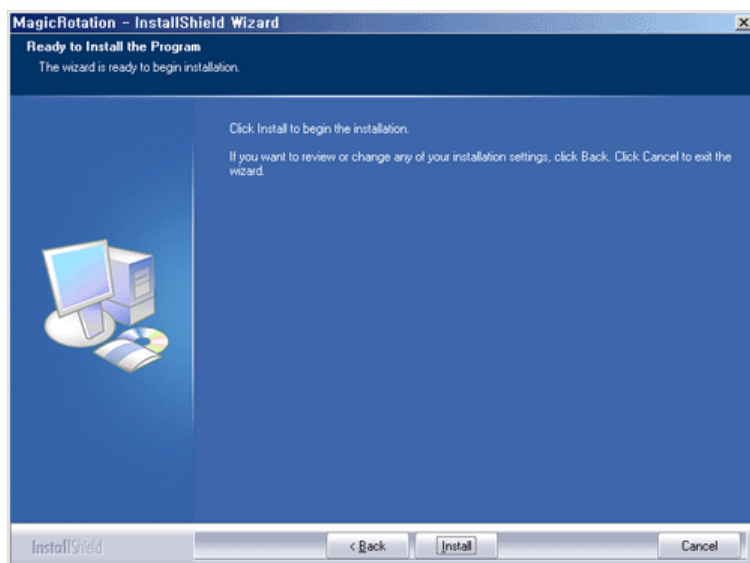 MagicRotation - InstallShield Wizard
Ready to Install the Program
The wizard is ready to begin installation.
Click Install to begin the installation.
If you want to review or change any of your installation settings, click Back. Click Cancel to exit the
wizard.
InstallShield
< Back
Install
Cancel